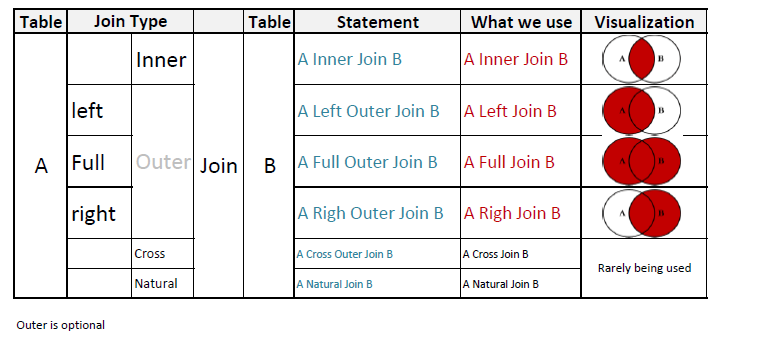 Table Join Type Table Statement What we use Visualization
Inner A Inner Join B A Inner Join B A B
left A Left Outer Join B A Left Join B A B
A Full Outer Join B A Full Outer Join B A Full Join B A B
right A Righ Outer Join B A Righ Join B A B
Cross A Cross Outer Join B A Cross Join B
Rarely being used
Natural A Natural Join B A Natural Join B
Outer is optional